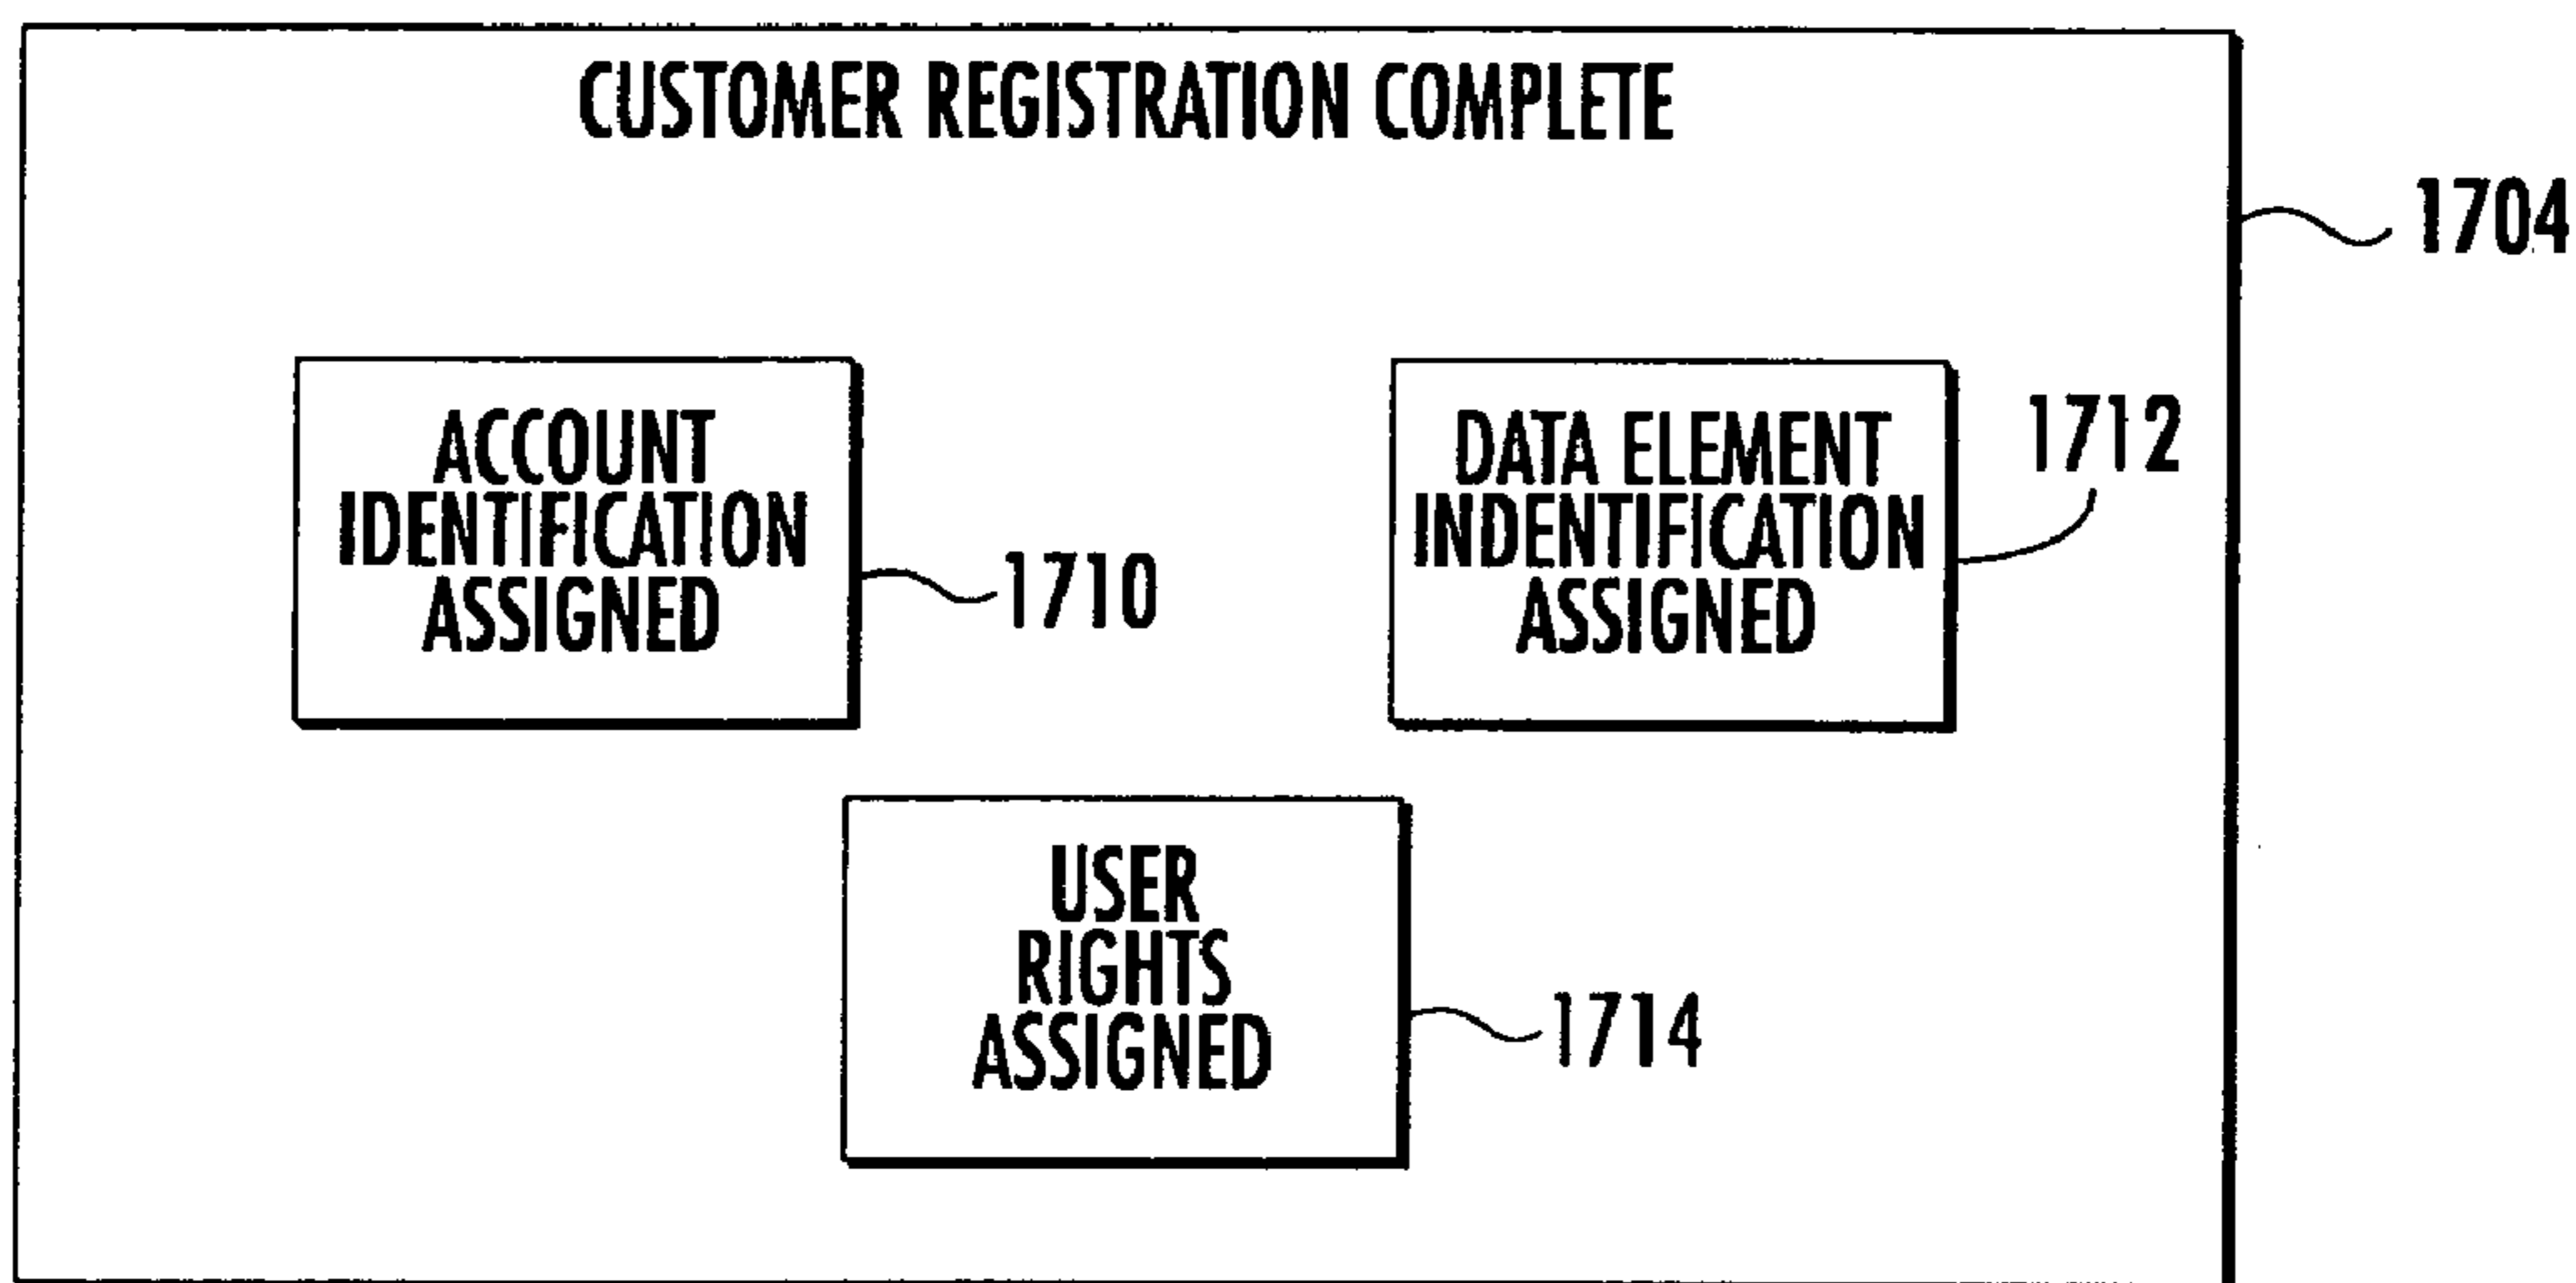 CUSTOMER REGISTRATION COMPLETE
1704
ACCOUNT
IDENTIFICATION
ASSIGNED
1710
DATA ELEMENT
INDENTIFICATION
ASSIGNED
1712
USER
RIGHTS
ASSIGNED
1714